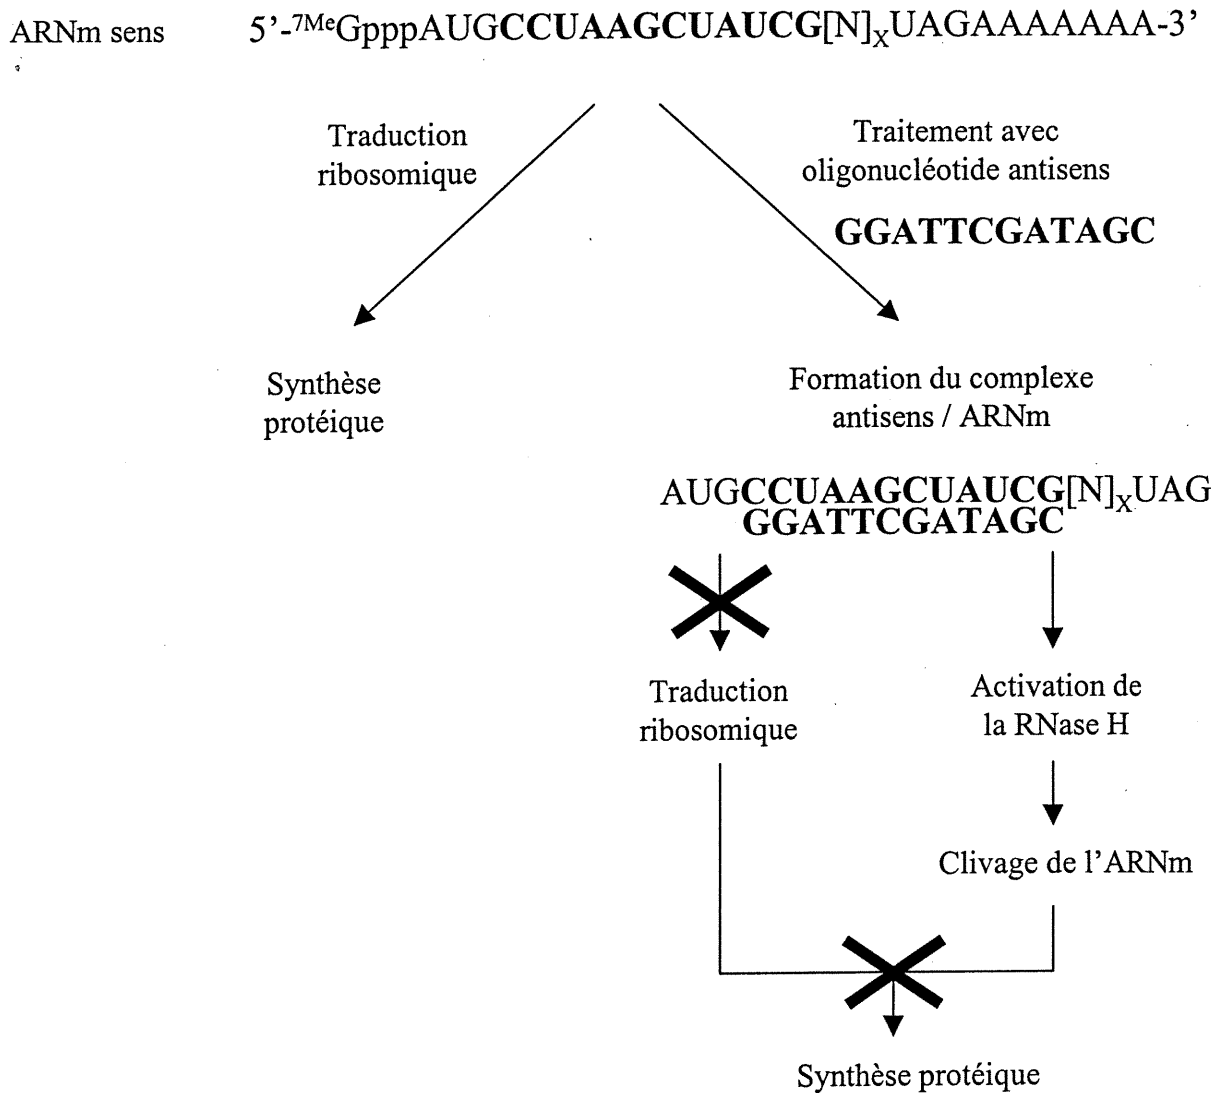 ARNm sens
5’-7MeGpppAUGCCUAAGCUAUCG[N]XUAGAAAAAAA-3’
Traduction
ribosomique
Traitement avec
oligonucléotide antisens
GGATTCGATAGC
Synthèse
protéique
Formation du complexe
antisens / ARNm
AUGCCUAAGCUAUCG[N]XUAG
GGATTCGATAGC
Traduction
ribosomique
Activation de
la RNase H
Clivage de l’ARNm
Synthèse protéique